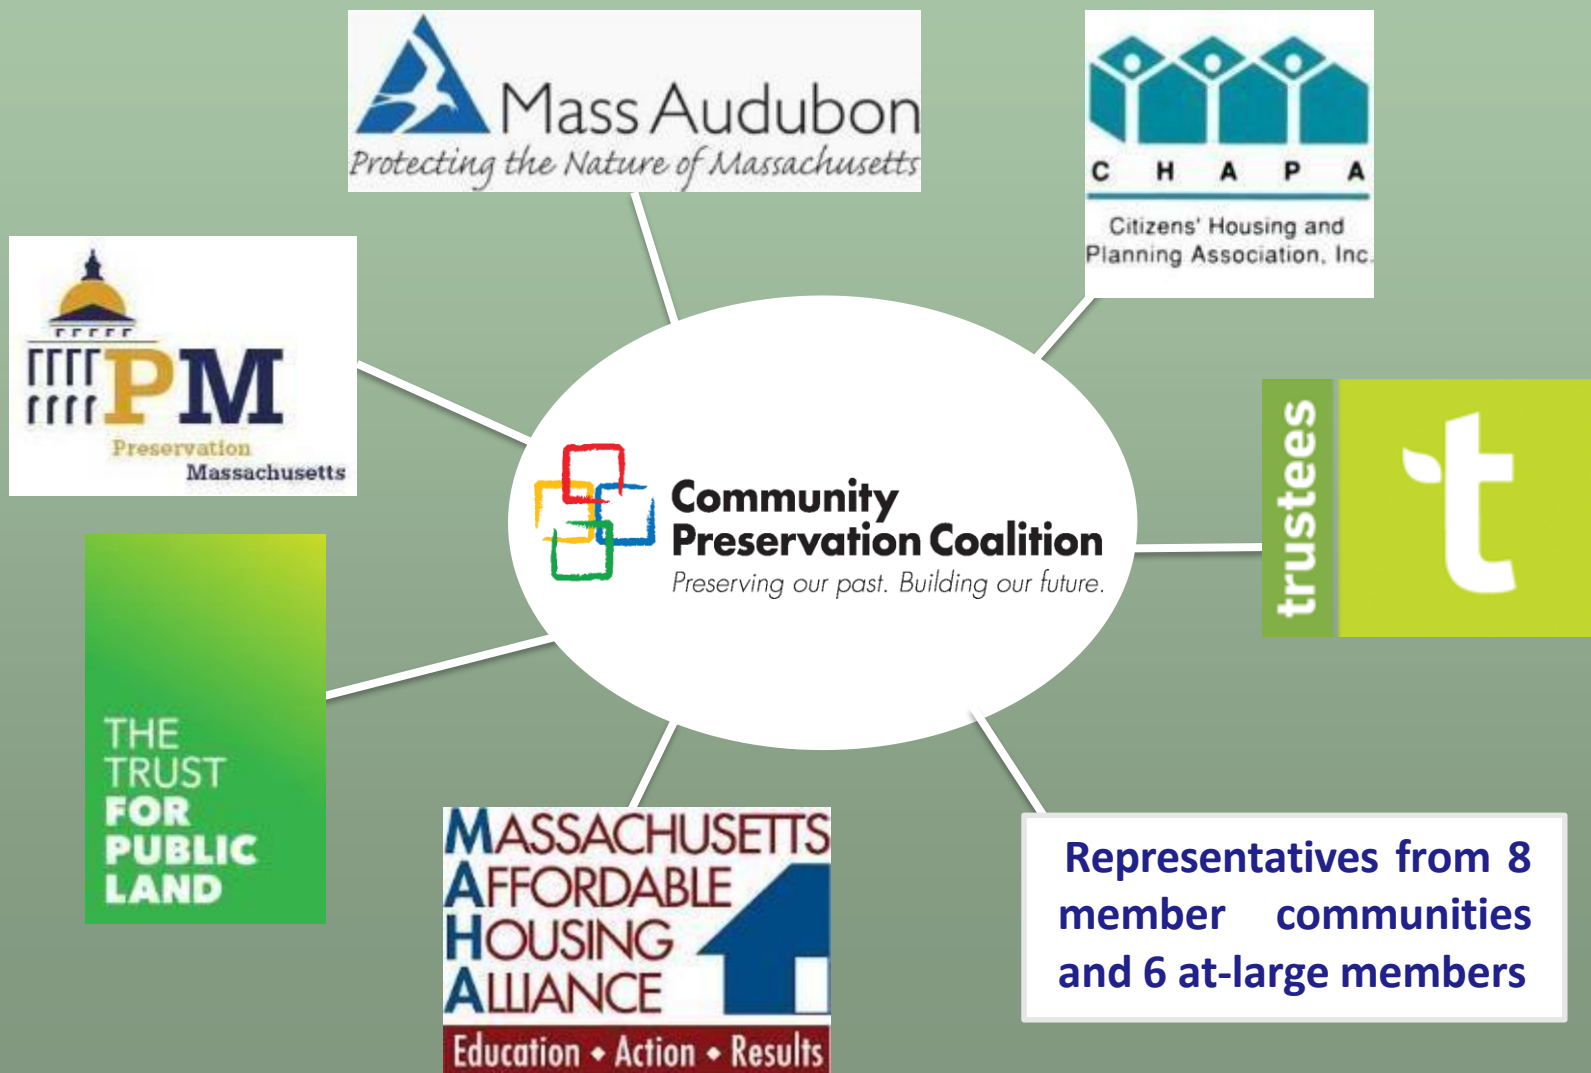 Mass Audubon
Protecting the Nature of Massachusetts
C H A P A
Citizens' Housing and
Planning Association, Inc.
PM
Preservation
Massachusetts
Community
Preservation Coalition
Preserving our past. Building our future.
trustees
t
THE
TRUST
FOR
PUBLIC
LAND
MASSACHUSETTS
AFFORDABLE
HOUSING
ALLIANCE
Education • Action • Results
Representatives from 8
member communities
and 6 at-large members